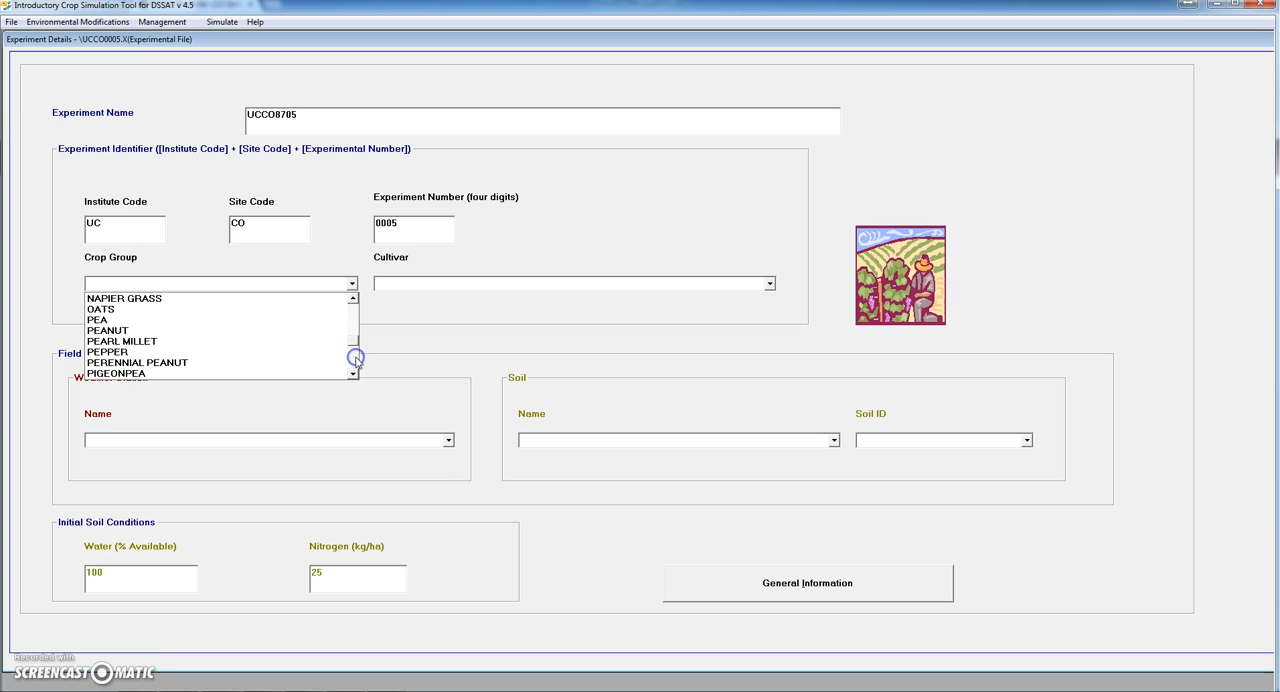 Introductory Crop Simulation Tool for DSSAT v 4.5
File Environmental Modifications Management Simulate Help
Experiment Details - \UCCO0005.X(Experimental File)
Experiment Name
UCCO8705
Experiment Identifier ([Institute Code] + [Site Code] + [Experimental Number])
Institute Code Site Code Experiment Number (four digits)
UC CO 0005
Crop Group Cultivar
NAPIER GRASS
OATS
PEA
PEANUT
PEARL MILLET
PEPPER
PERENNIAL PEANUT
PIGEONPEA
Field
Soil
Name Name Soil ID
Initial Soil Conditions
Water (% Available) Nitrogen (kg/ha)
100 25
General Information
Recorded with
SCREENCAST-O-MATIC